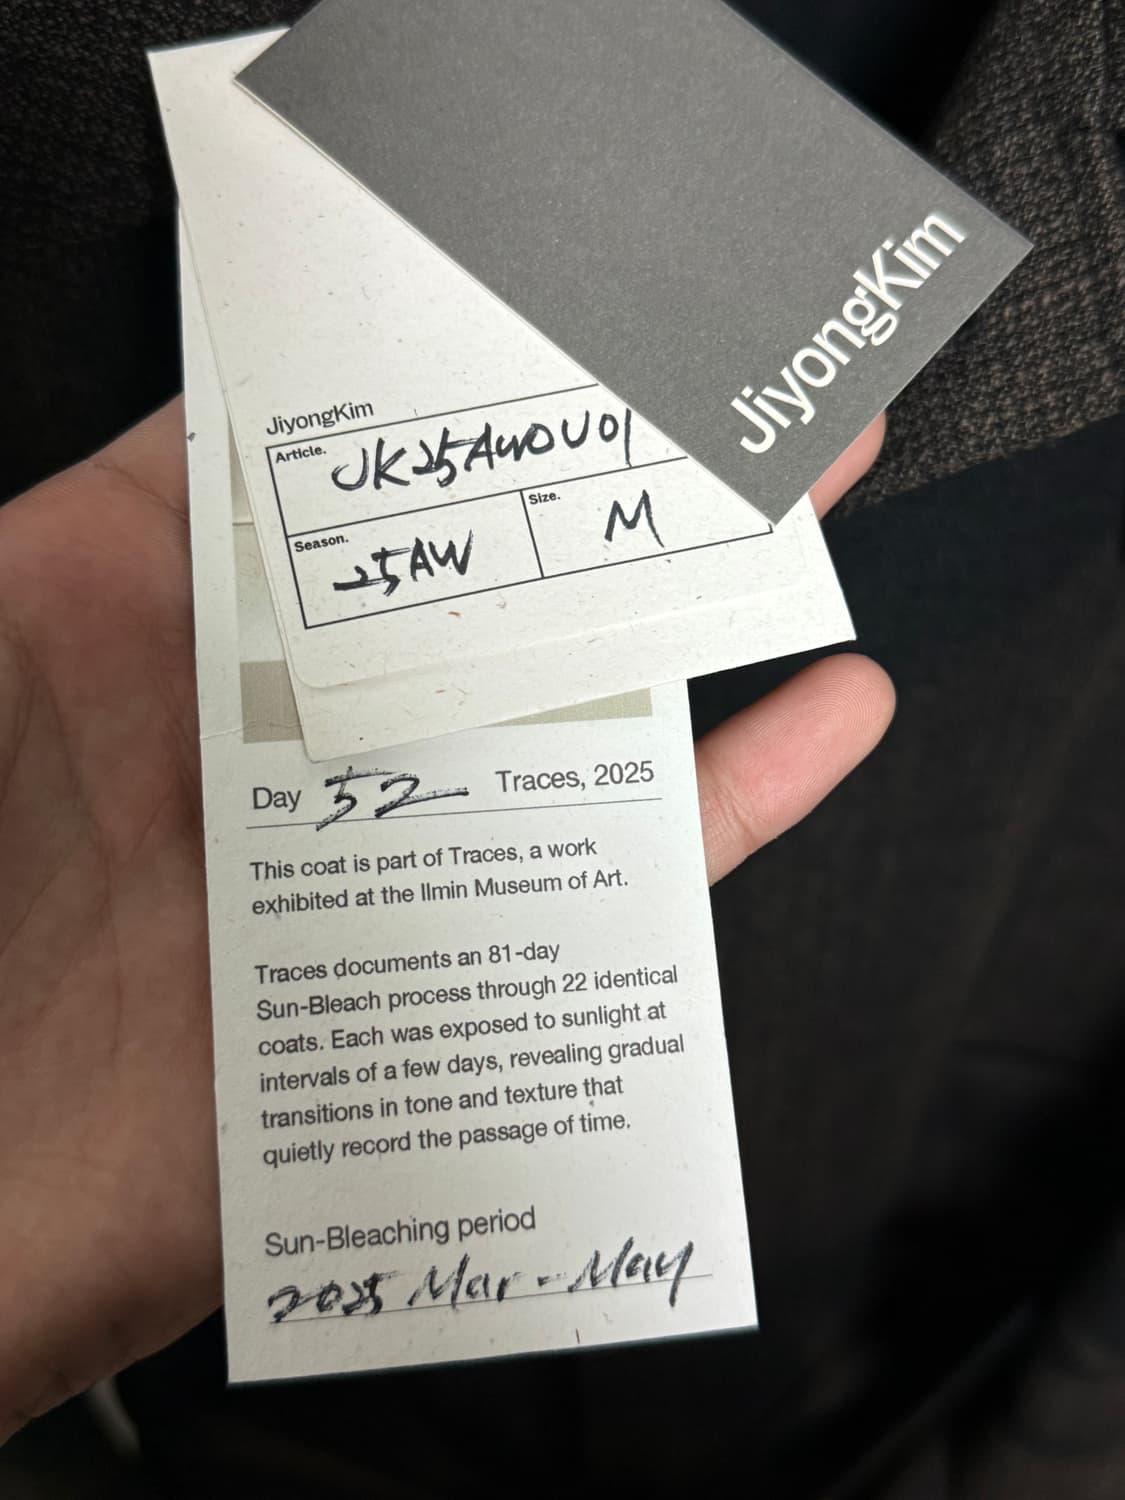 JiyongKim
JiyongKim
Article.
JK25AWOU01
Season.
25AW
Size.
M
Day 52 Traces, 2025
This coat is part of Traces, a work
exhibited at the Ilmin Museum of Art.
Traces documents an 81-day
Sun-Bleach process through 22 identical
coats. Each was exposed to sunlight at
intervals of a few days, revealing gradual
transitions in tone and texture that
quietly record the passage of time.
Sun-Bleaching period
2025 Mar - May